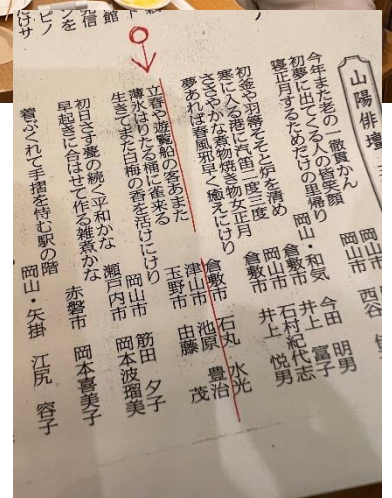 山陽俳壇
今年また老の一徹貫かん 岡山市 西谷
初夢に出てくる人の皆笑顔 岡山市
寝正月するためだけの里帰り 岡山・和気 今田 明男
初釜や羽箒そそと炉を清め 倉敷市 井上 富子
寒に入る港に汽笛二度三度 岡山市 石村紀代志
ささやかな煮物焼き物女正月 倉敷市 井上 悦男
夢あれば春風邪早く癒えにけり 倉敷市 石丸 水光
立春や遊覧船の客あまた 津山市 池原 豊治
薄氷はりたる桶に雀来る 玉野市 由藤 茂
生きてまた白梅の香を活けにけり 岡山市 筋田 夕子
初日さす甍の続く平和かな 瀬戸内市 岡本波瑠美
早起きに合はせて作る雑煮かな 赤磐市 岡本喜美子
着ぶくれて手摺を恃む駅の階 岡山・矢掛 江尻 容子